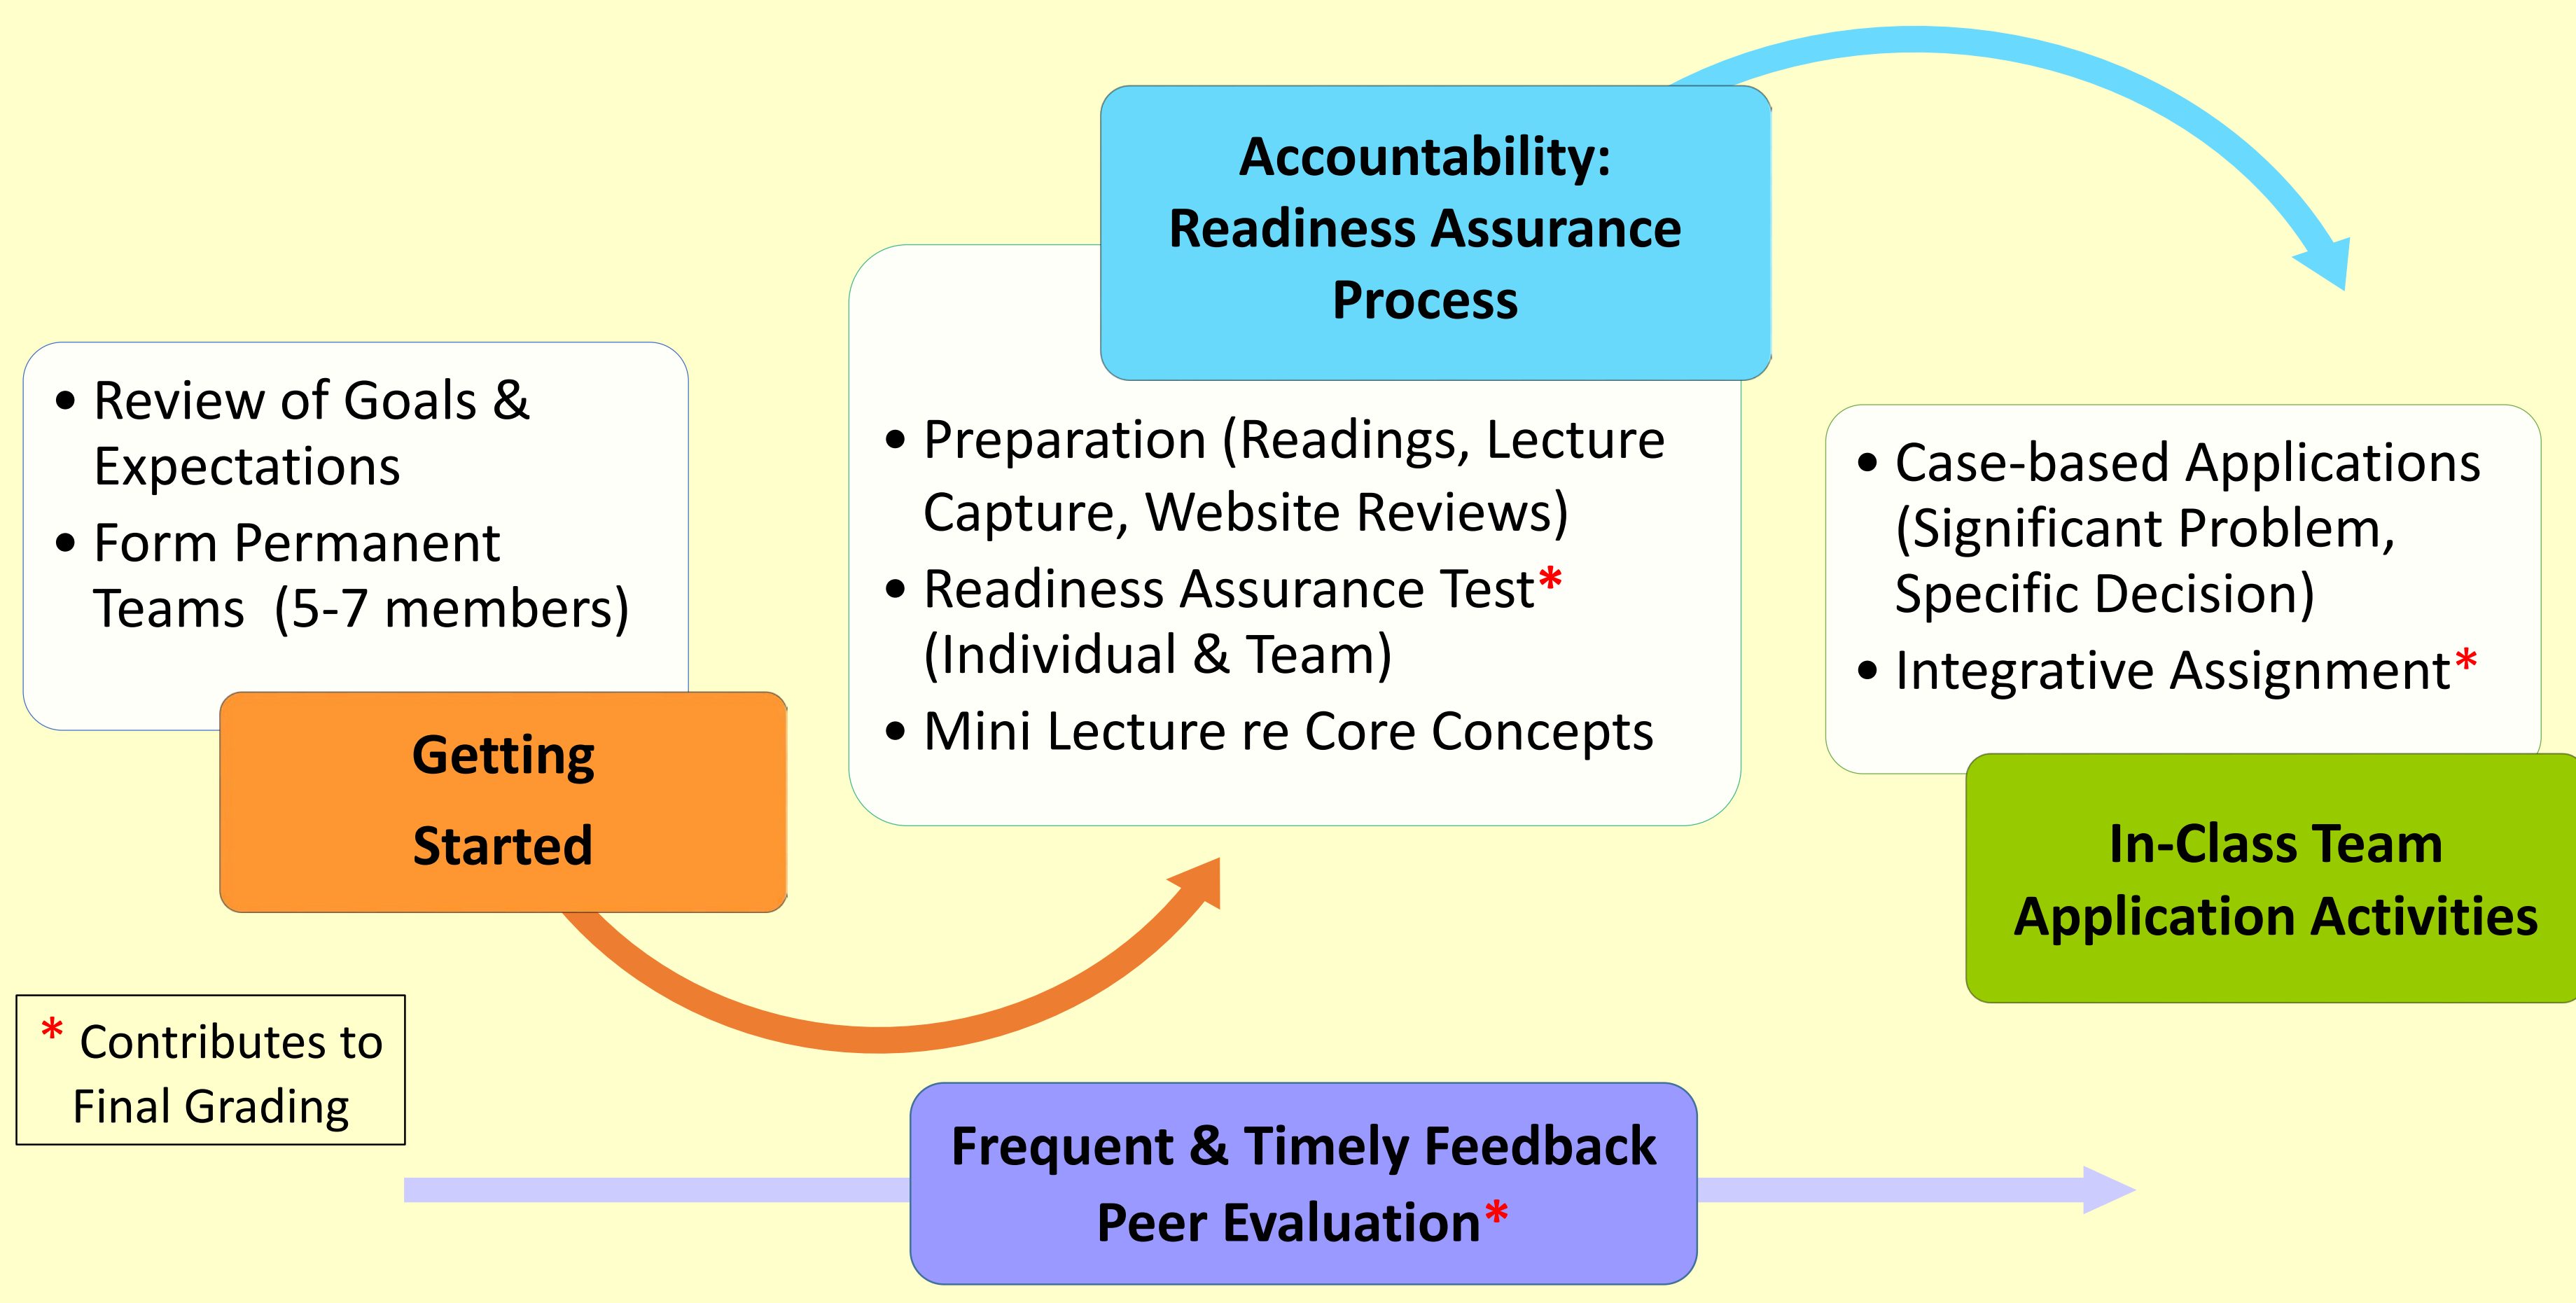 • Review of Goals &
Expectations
• Form Permanent
Teams (5-7 members)
Getting
Started
Accountability:
Readiness Assurance
Process
• Preparation (Readings, Lecture
Capture, Website Reviews)
• Readiness Assurance Test*
(Individual & Team)
• Mini Lecture re Core Concepts
• Case-based Applications
(Significant Problem,
Specific Decision)
• Integrative Assignment*
In-Class Team
Application Activities
* Contributes to
Final Grading
Frequent & Timely Feedback
Peer Evaluation*